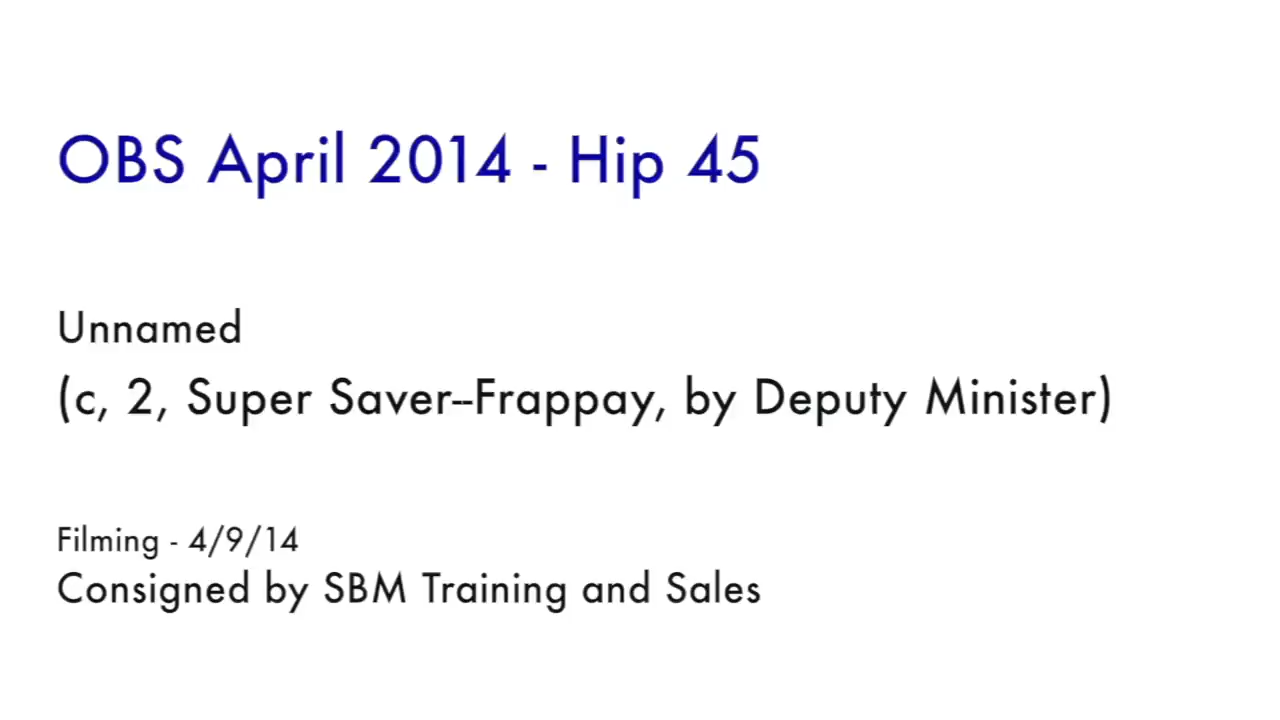 OBS April 2014 - Hip 45
Unnamed
(c, 2, Super Saver--Frappay, by Deputy Minister)
Filming - 4/9/14
Consigned by SBM Training and Sales